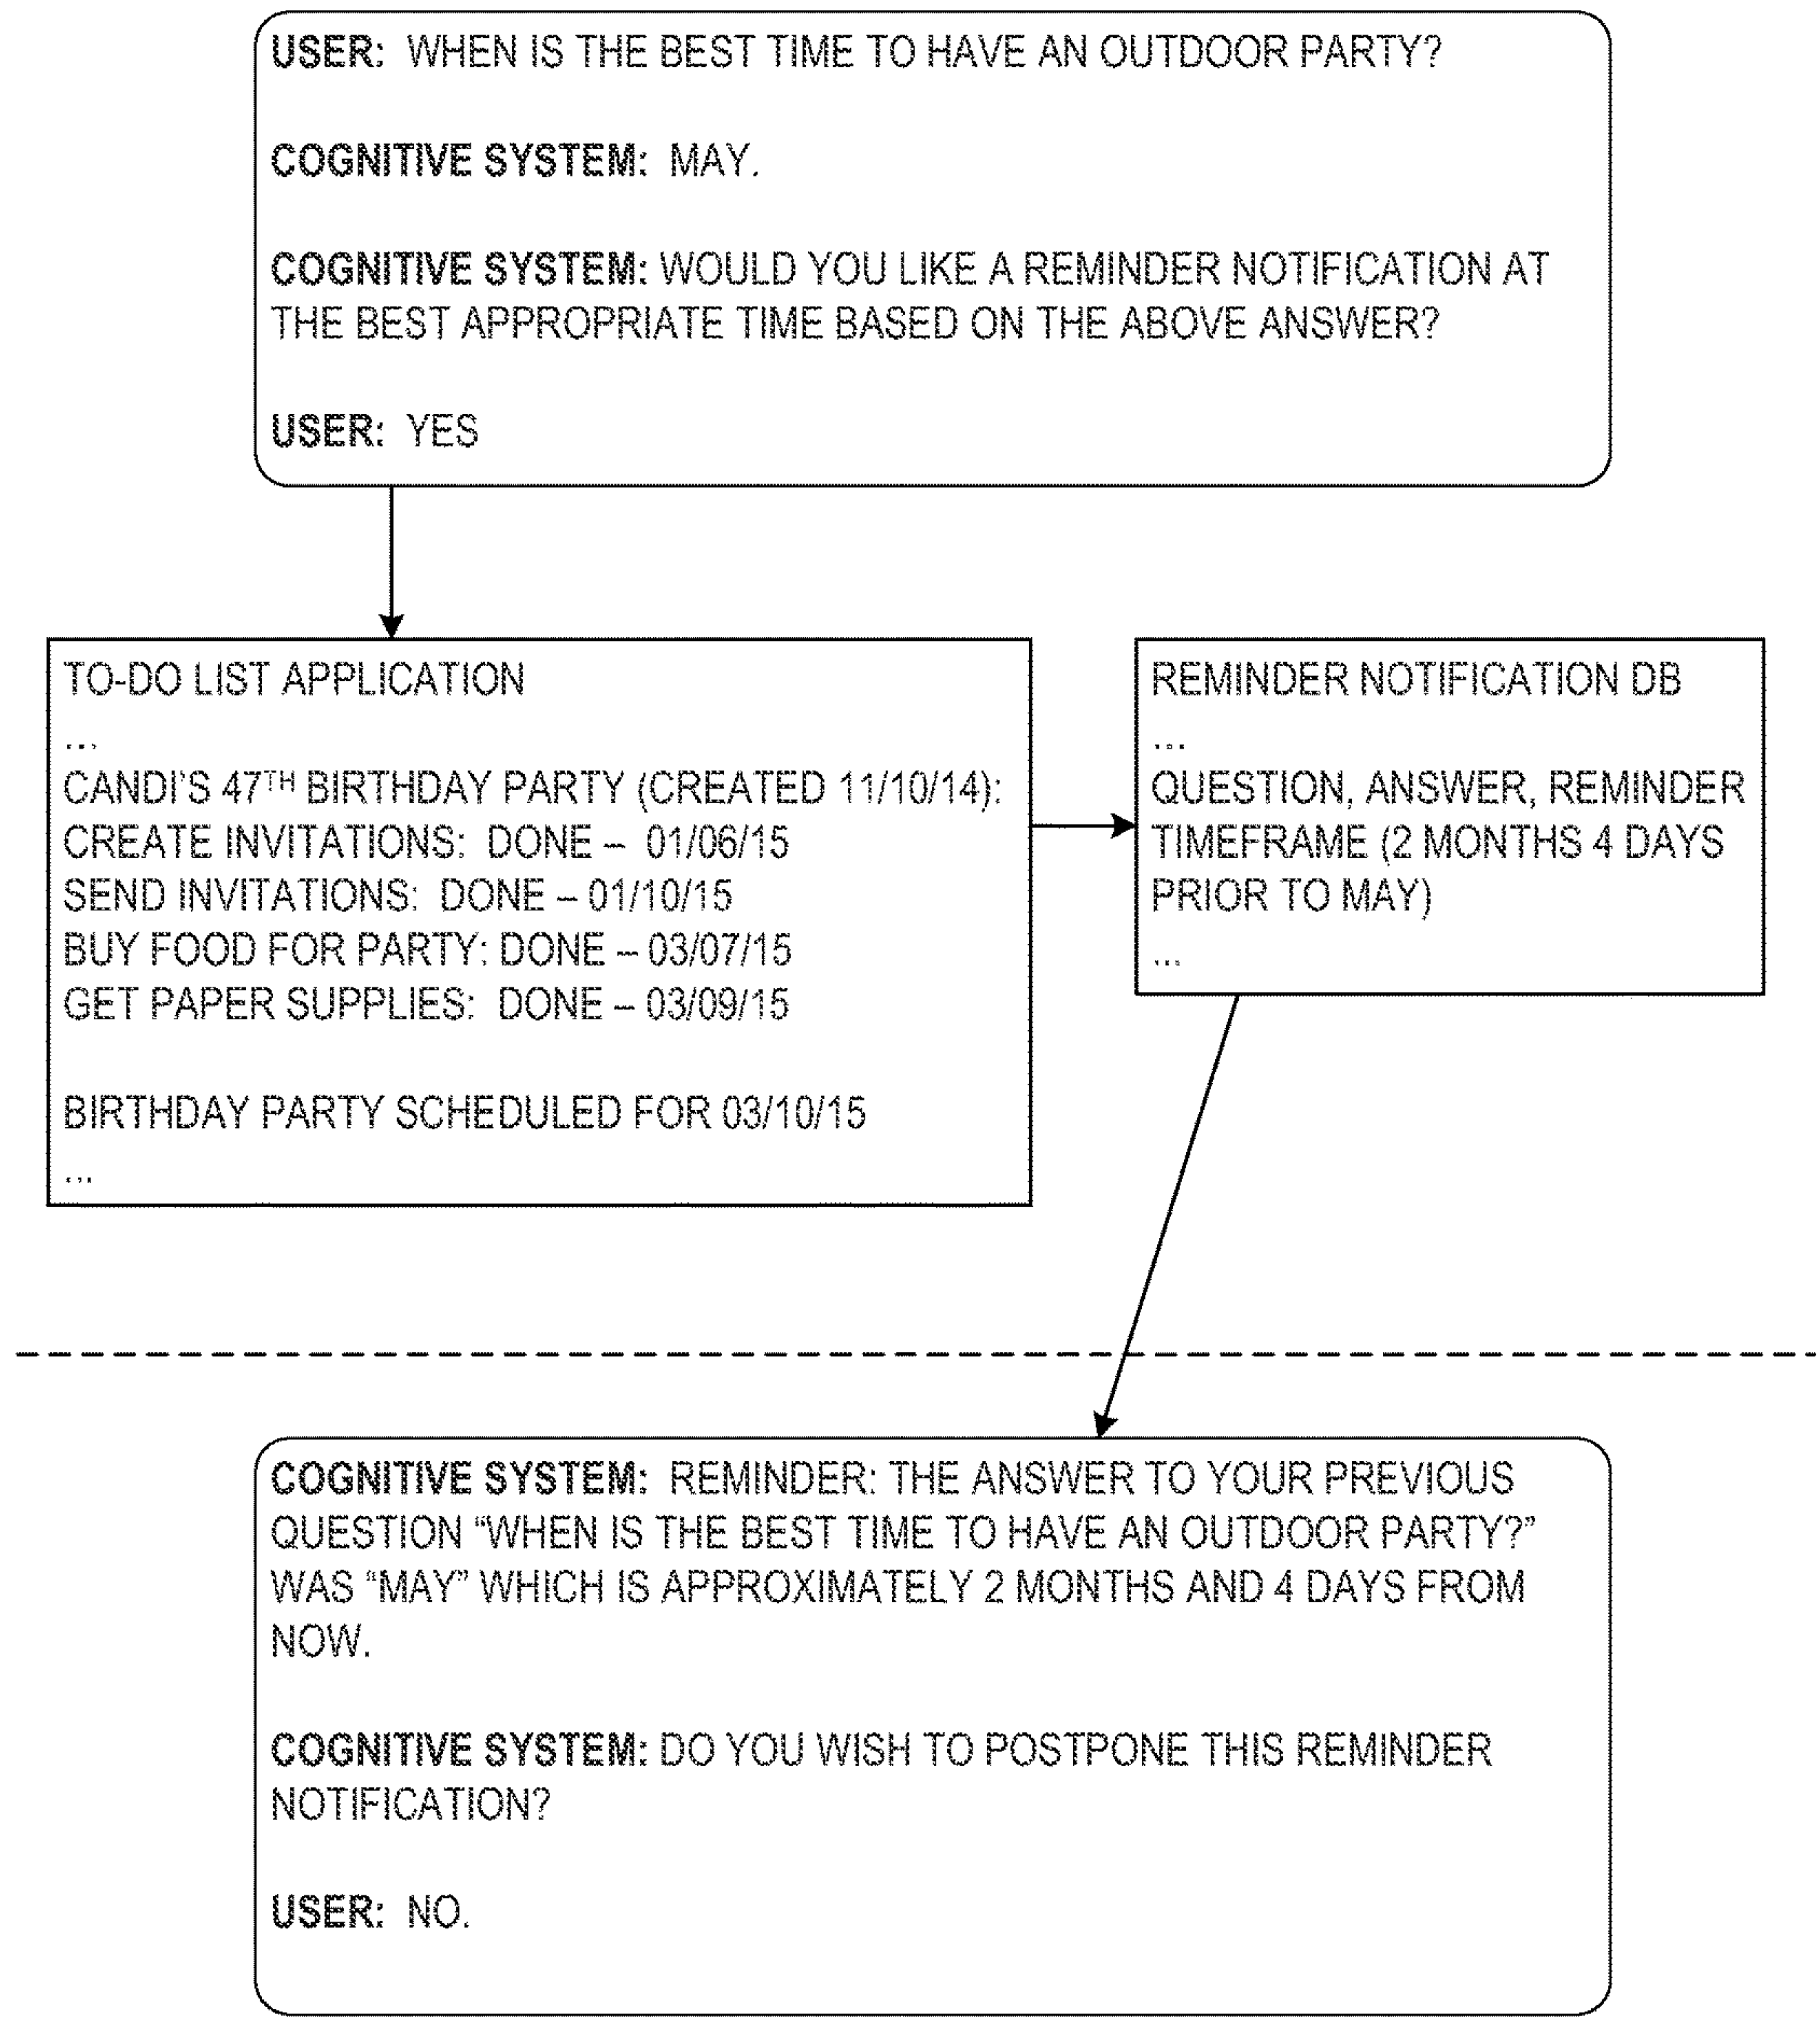 USER: WHEN IS THE BEST TIME TO HAVE AN OUTDOOR PARTY?
COGNITIVE SYSTEM: MAY.
COGNITIVE SYSTEM: WOULD YOU LIKE A REMINDER NOTIFICATION AT
THE BEST APPROPRIATE TIME BASED ON THE ABOVE ANSWER?
USER: YES
TO-DO LIST APPLICATION
...
CANDI'S 47TH BIRTHDAY PARTY (CREATED 11/10/14):
CREATE INVITATIONS: DONE – 01/06/15
SEND INVITATIONS: DONE – 01/10/15
BUY FOOD FOR PARTY: DONE – 03/07/15
GET PAPER SUPPLIES: DONE – 03/09/15
BIRTHDAY PARTY SCHEDULED FOR 03/10/15
...
REMINDER NOTIFICATION DB
...
QUESTION, ANSWER, REMINDER
TIMEFRAME (2 MONTHS 4 DAYS
PRIOR TO MAY)
...
COGNITIVE SYSTEM: REMINDER: THE ANSWER TO YOUR PREVIOUS
QUESTION “WHEN IS THE BEST TIME TO HAVE AN OUTDOOR PARTY?”
WAS “MAY” WHICH IS APPROXIMATELY 2 MONTHS AND 4 DAYS FROM
NOW.
COGNITIVE SYSTEM: DO YOU WISH TO POSTPONE THIS REMINDER
NOTIFICATION?
USER: NO.